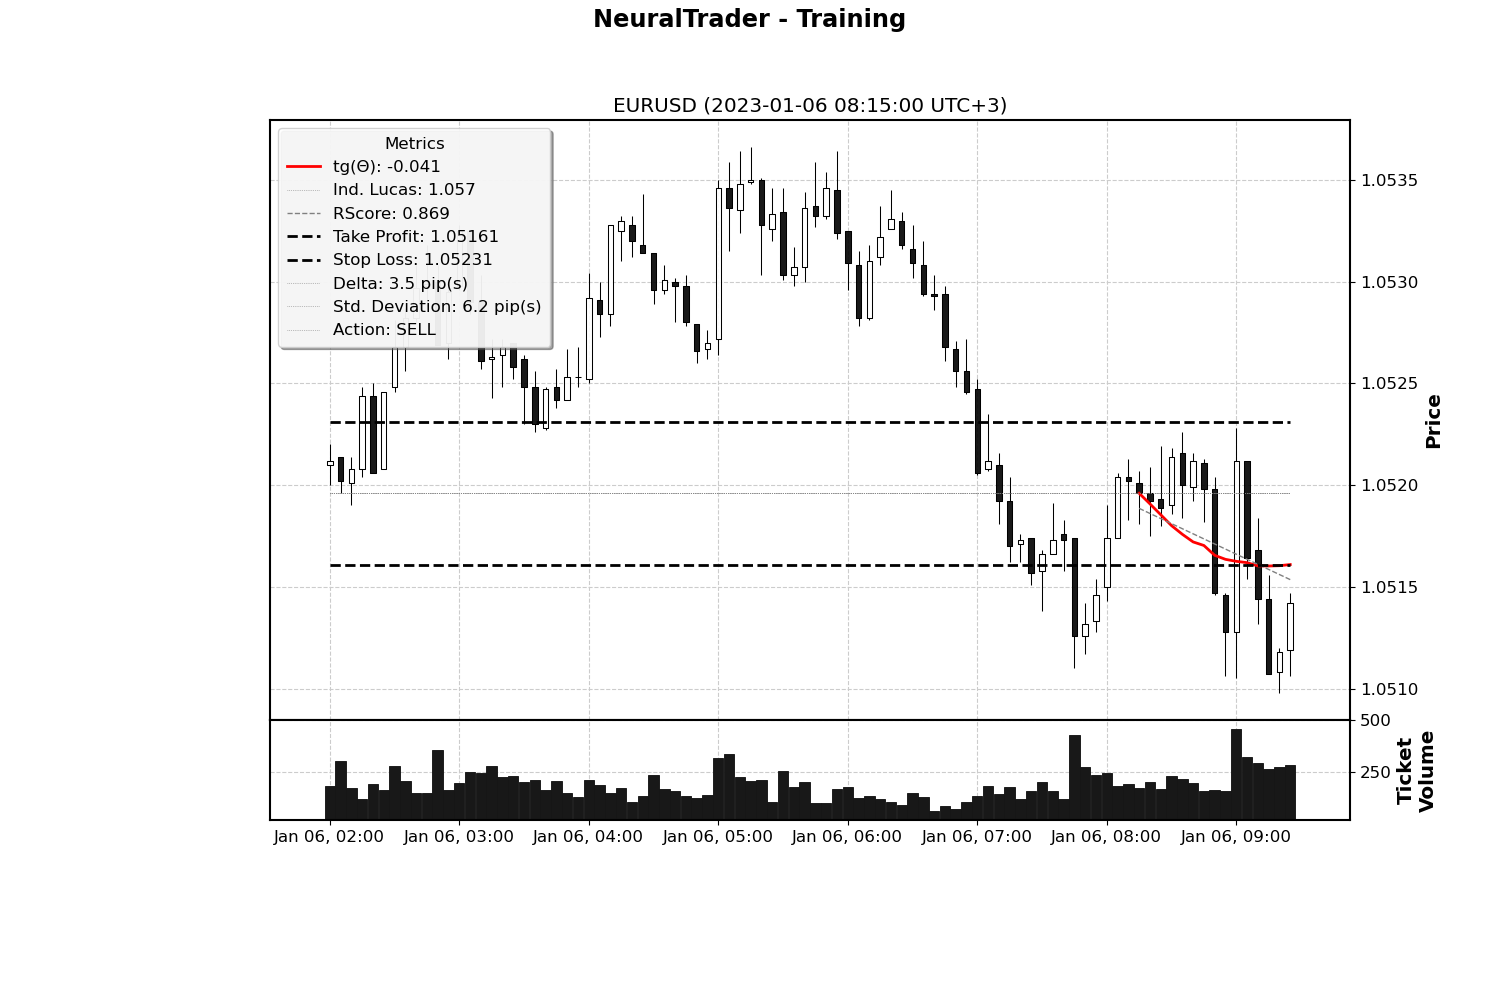 NeuralTrader - Training
EURUSD (2023-01-06 08:15:00 UTC+3)
Metrics
tg(Θ): -0.041
Ind. Lucas: 1.057
RScore: 0.869
Take Profit: 1.05161
Stop Loss: 1.05231
Delta: 3.5 pip(s)
Std. Deviation: 6.2 pip(s)
Action: SELL
1.0535
1.0530
1.0525
1.0520
1.0515
1.0510
Price
500
250
Ticket
Volume
Jan 06, 02:00
Jan 06, 03:00
Jan 06, 04:00
Jan 06, 05:00
Jan 06, 06:00
Jan 06, 07:00
Jan 06, 08:00
Jan 06, 09:00